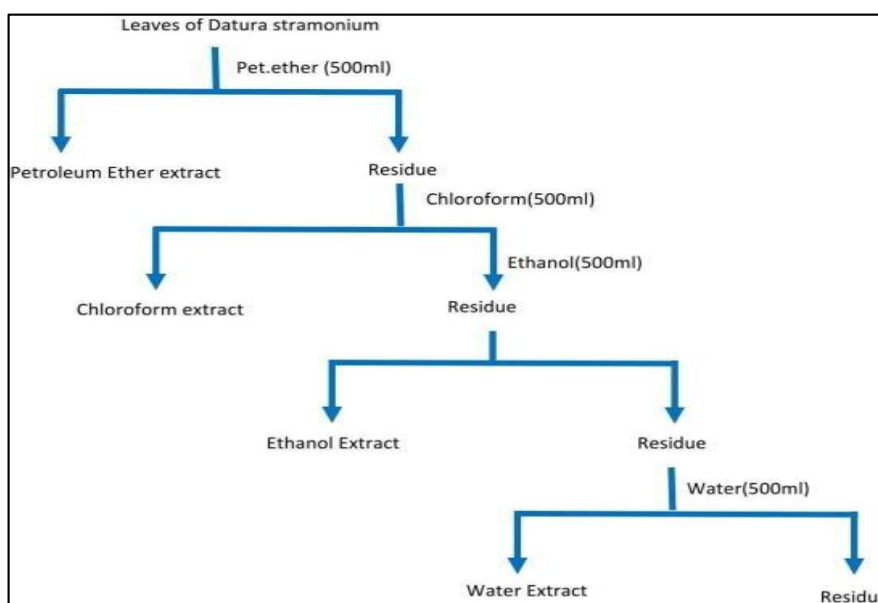 Leaves of Datura stramonium
Pet.ether (500ml)
Petroleum Ether extract
Residue
Chloroform(500ml)
Ethanol(500ml)
Chloroform extract
Residue
Ethanol Extract
Residue
Water(500ml)
Water Extract
Residu